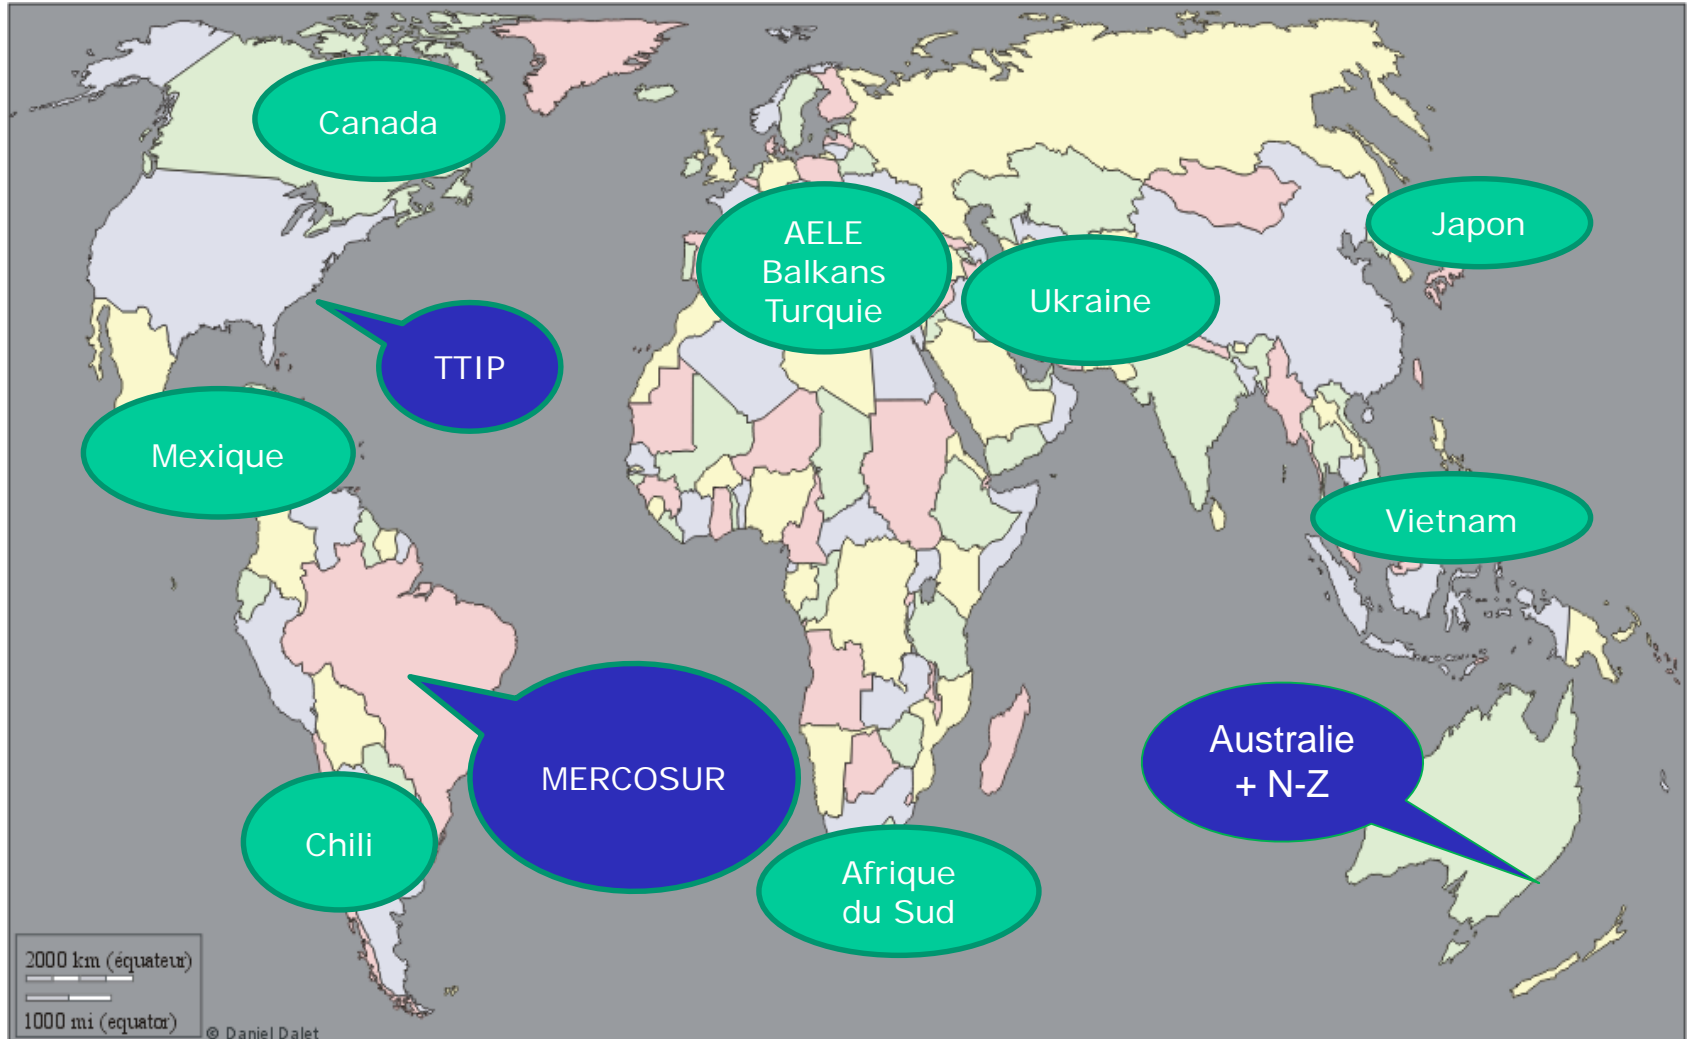 Canada
Japon
AELE
Balkans
Turquie
Ukraine
TTIP
Mexique
Vietnam
MERCOSUR
Australie
+ N-Z
Chili
Afrique
du Sud
2000 km (équateur)
1000 mi (equator)
© Daniel Dalet